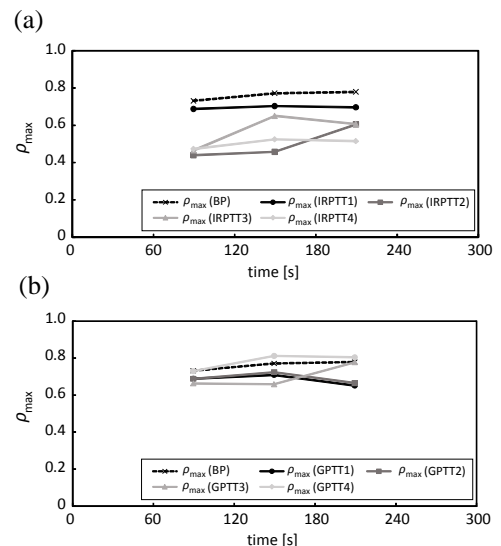 (a)
1.0
0.8
0.6
0.4
0.2
0
ρmax
ρmax (BP) ρmax (IRPTT1) ρmax (IRPTT2)
ρmax (IRPTT3) ρmax (IRPTT4)
0 60 120 180 240 300
time [s]
(b)
1.0
0.8
0.6
0.4
0.2
0
ρmax
ρmax (BP) ρmax (GPTT1) ρmax (GPTT2)
ρmax (GPTT3) ρmax (GPTT4)
0 60 120 180 240 300
time [s]